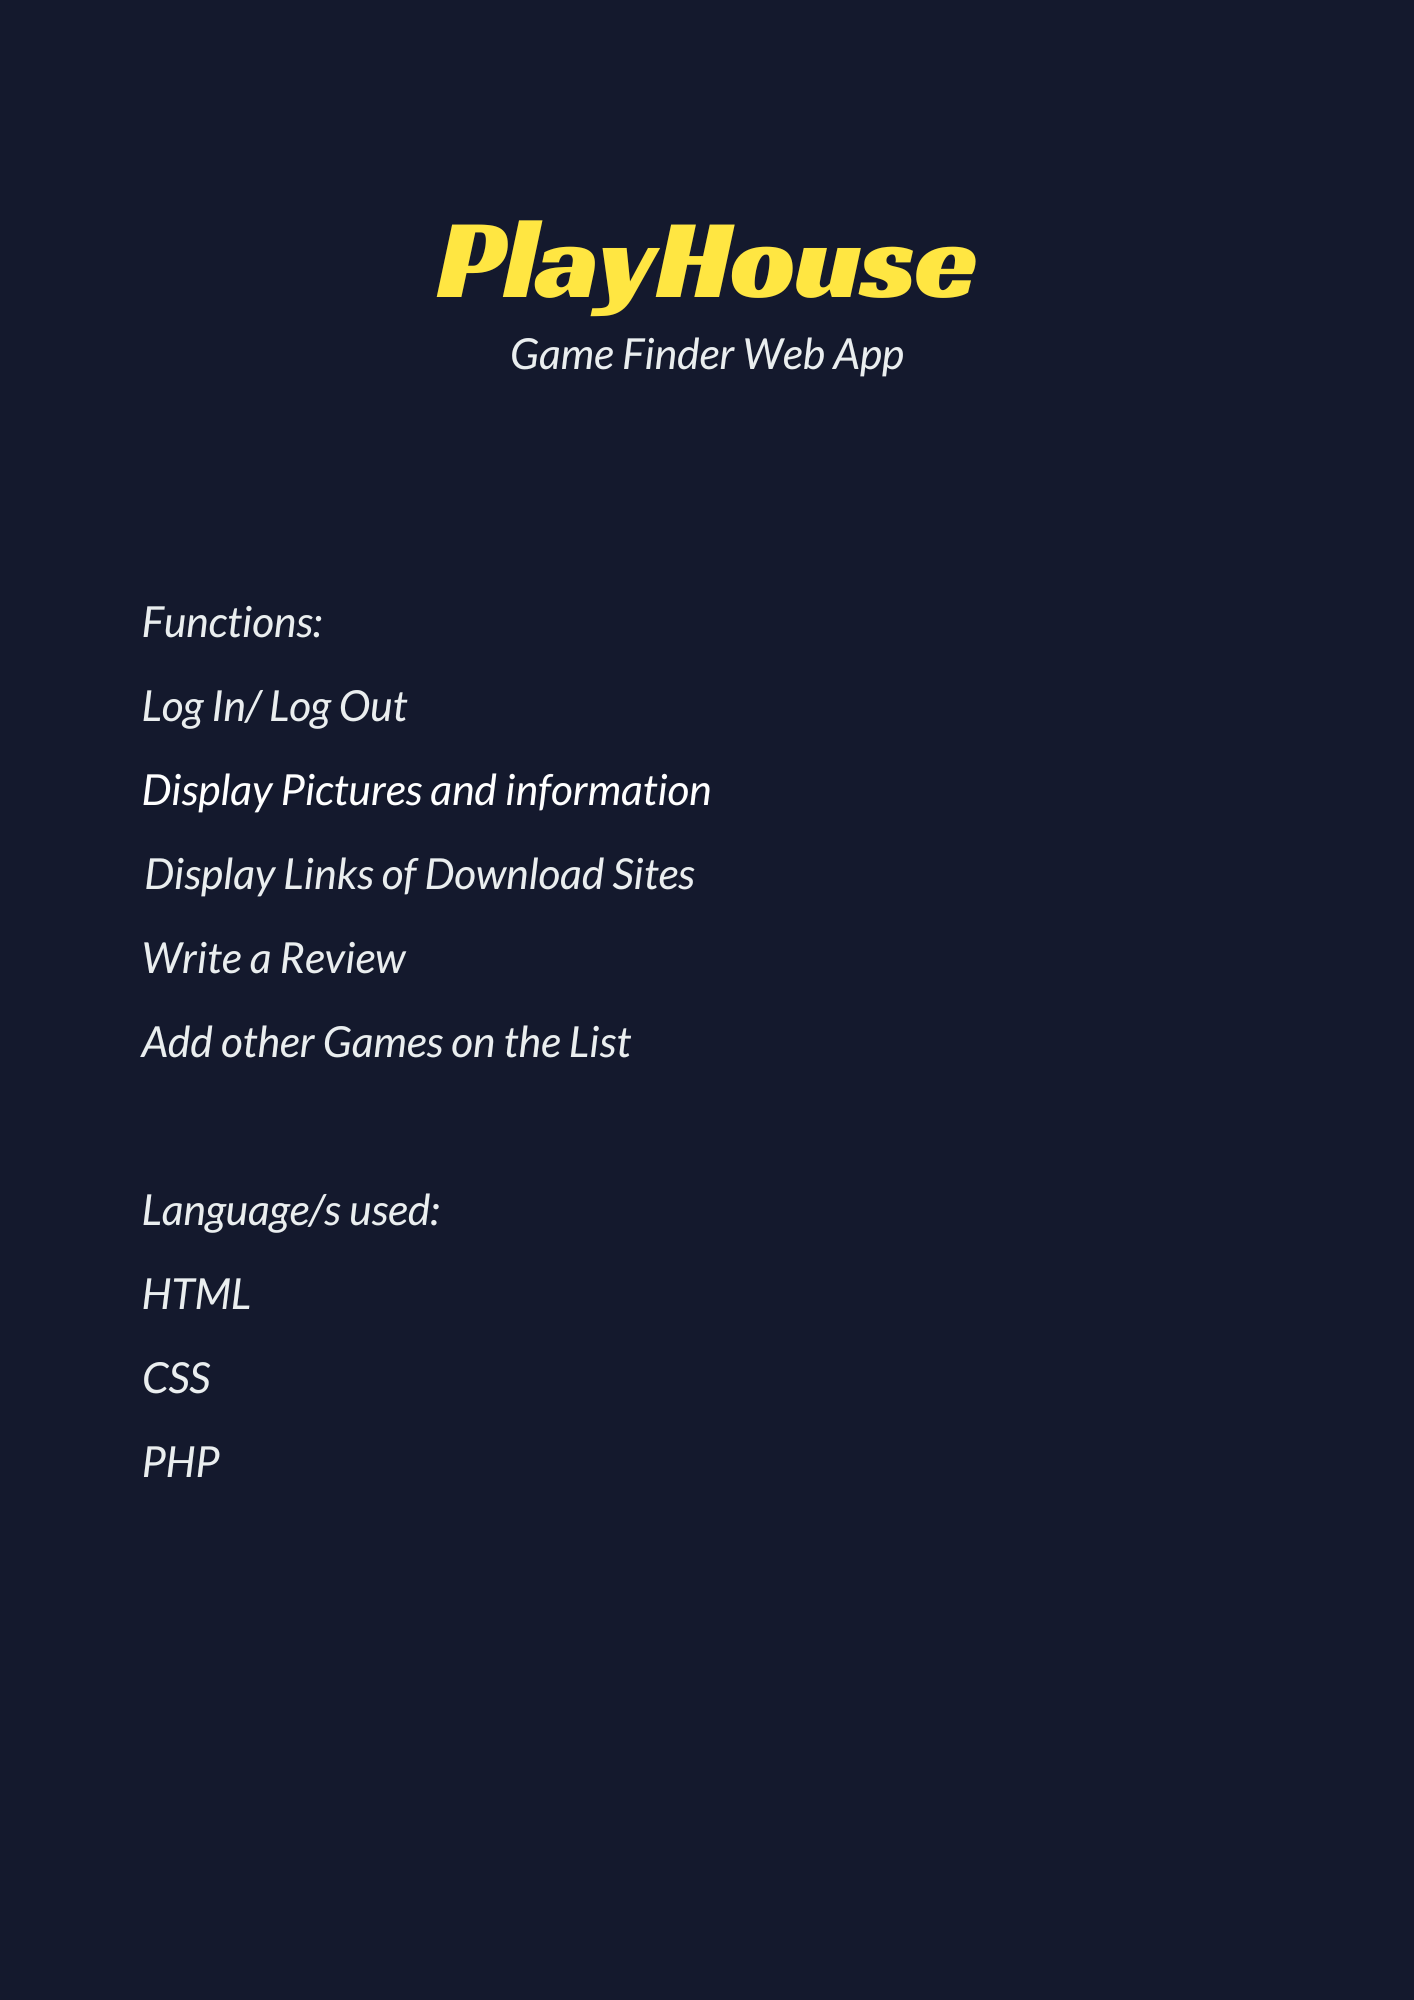 PlayHouse
Game Finder Web App
Functions:
Log In/ Log Out
Display Pictures and information
Display Links of Download Sites
Write a Review
Add other Games on the List
Language/s used:
HTML
CSS
PHP